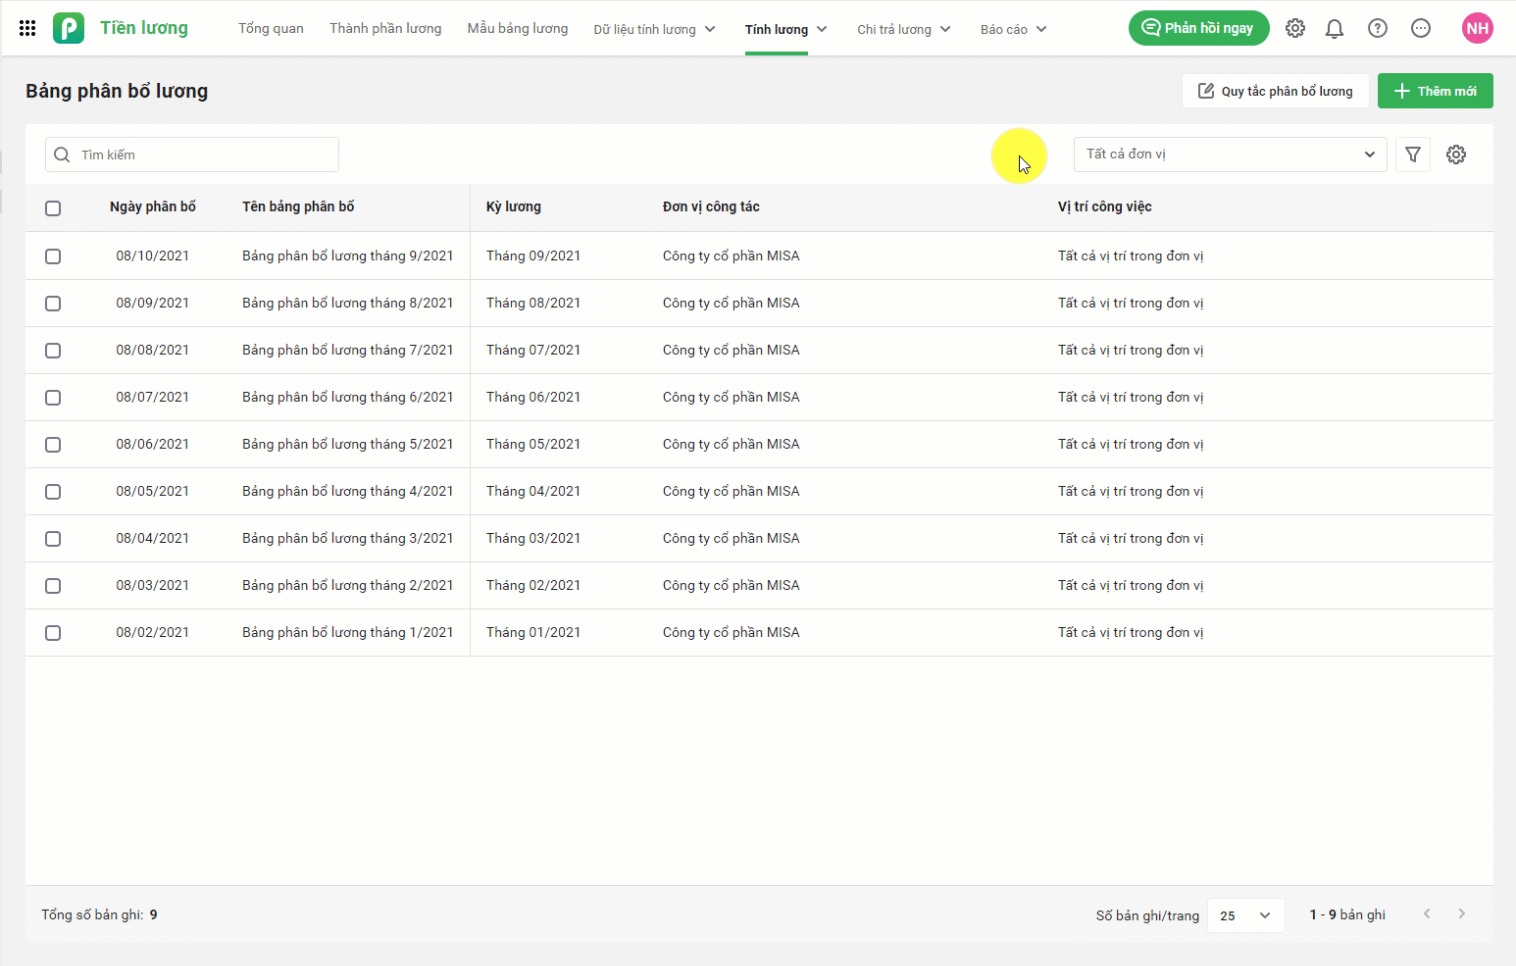 Tiền lương Tổng quan Thành phần lương Mẫu bảng lương Dữ liệu tính lương Tính lương Chi trả lương Báo cáo Phản hồi ngay NH
Bảng phân bổ lương Quy tắc phân bổ lương Thêm mới
Tìm kiếm Tất cả đơn vị
Ngày phân bổ Tên bảng phân bổ Kỳ lương Đơn vị công tác Vị trí công việc
08/10/2021 Bảng phân bổ lương tháng 9/2021 Tháng 09/2021 Công ty cổ phần MISA Tất cả vị trí trong đơn vị
08/09/2021 Bảng phân bổ lương tháng 8/2021 Tháng 08/2021 Công ty cổ phần MISA Tất cả vị trí trong đơn vị
08/08/2021 Bảng phân bổ lương tháng 7/2021 Tháng 07/2021 Công ty cổ phần MISA Tất cả vị trí trong đơn vị
08/07/2021 Bảng phân bổ lương tháng 6/2021 Tháng 06/2021 Công ty cổ phần MISA Tất cả vị trí trong đơn vị
08/06/2021 Bảng phân bổ lương tháng 5/2021 Tháng 05/2021 Công ty cổ phần MISA Tất cả vị trí trong đơn vị
08/05/2021 Bảng phân bổ lương tháng 4/2021 Tháng 04/2021 Công ty cổ phần MISA Tất cả vị trí trong đơn vị
08/04/2021 Bảng phân bổ lương tháng 3/2021 Tháng 03/2021 Công ty cổ phần MISA Tất cả vị trí trong đơn vị
08/03/2021 Bảng phân bổ lương tháng 2/2021 Tháng 02/2021 Công ty cổ phần MISA Tất cả vị trí trong đơn vị
08/02/2021 Bảng phân bổ lương tháng 1/2021 Tháng 01/2021 Công ty cổ phần MISA Tất cả vị trí trong đơn vị
Tổng số bản ghi: 9 Số bản ghi/trang 25 1 - 9 bản ghi